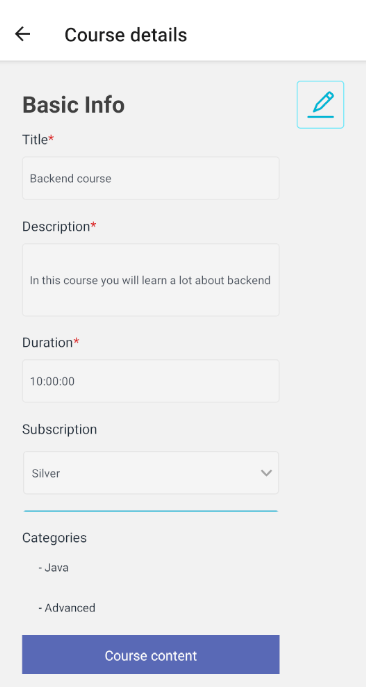 Course details
Basic Info
Title*
Backend course
Description*
In this course you will learn a lot about backend
Duration*
10:00:00
Subscription
Silver
Categories
- Java
- Advanced
Course content